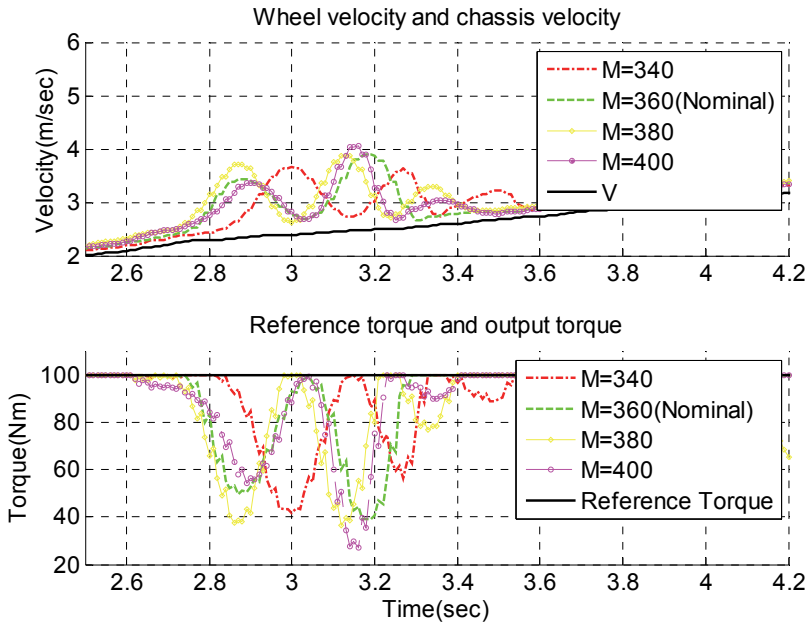 Wheel velocity and chassis velocity
Velocity(m/sec)
6
5
4
3
2
2.6 2.8 3 3.2 3.4 3.6 3.8 4 4.2
M=340
M=360(Nominal)
M=380
M=400
V
Reference torque and output torque
Torque(Nm)
100
80
60
40
20
2.6 2.8 3 3.2 3.4 3.6 3.8 4 4.2
Time(sec)
M=340
M=360(Nominal)
M=380
M=400
Reference Torque